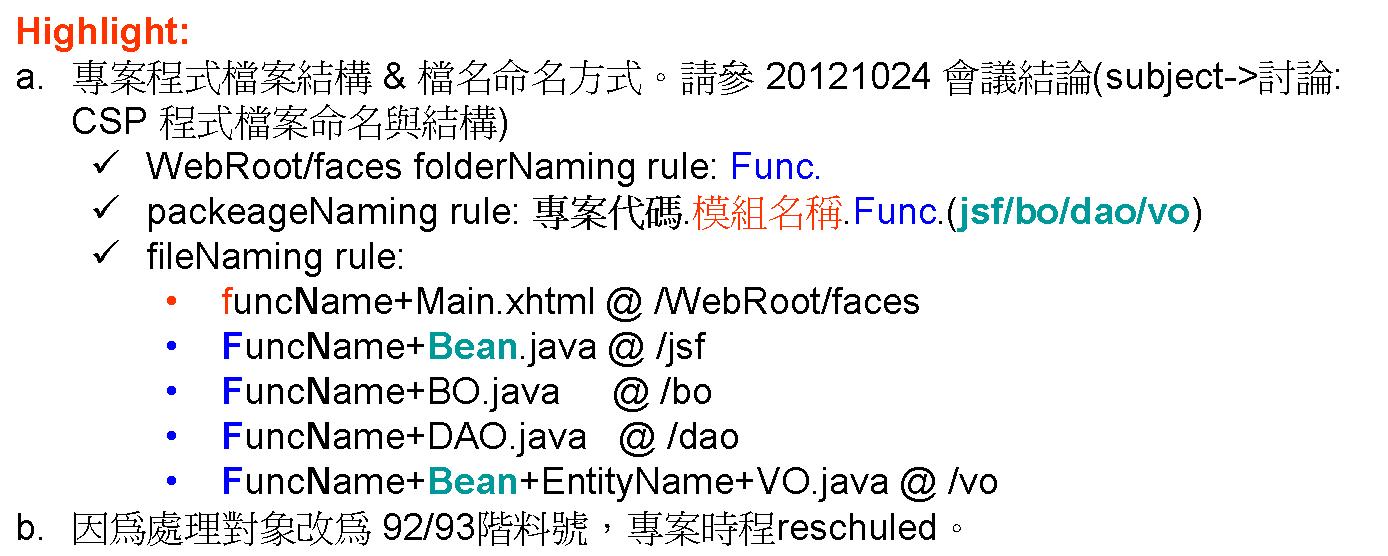 Highlight:
a. 專案程式檔案結構 & 檔名命名方式。請參 20121024 會議結論(subject->討論:
CSP 程式檔案命名與結構)
✓ WebRoot/faces folderNaming rule: Func.
✓ packeageNaming rule: 專案代碼.模組名稱.Func.(jsf/bo/dao/vo)
✓ fileNaming rule:
• funcName+Main.xhtml @ /WebRoot/faces
• FuncName+Bean.java @ /jsf
• FuncName+BO.java @ /bo
• FuncName+DAO.java @ /dao
• FuncName+Bean+EntityName+VO.java @ /vo
b. 因為處理對象改為 92/93階料號，專案時程reschuled。